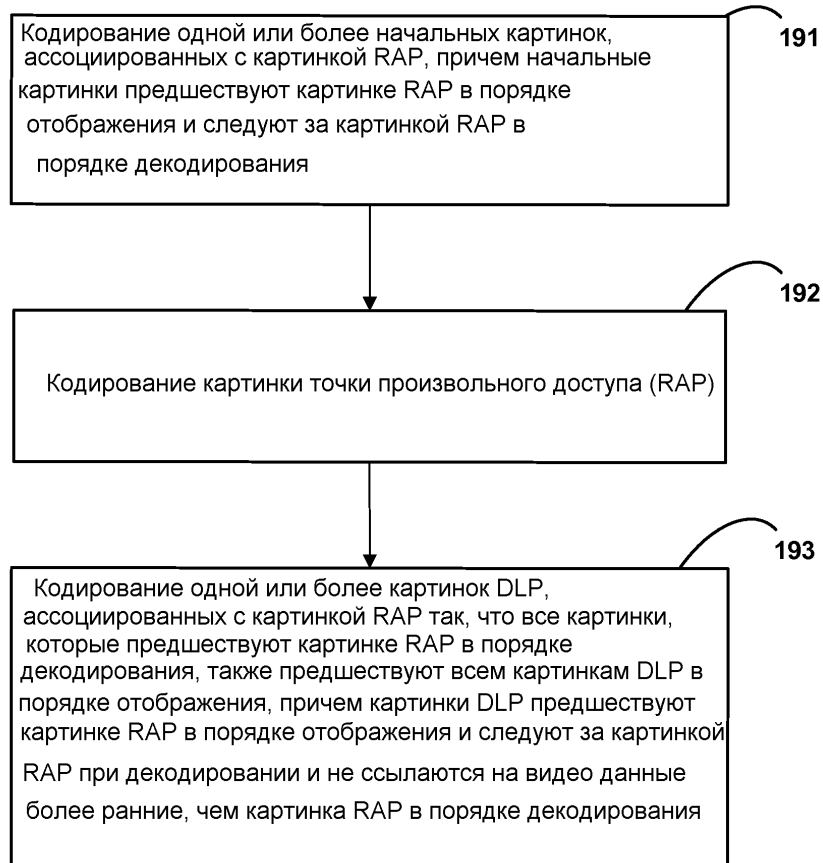 Кодирование одной или более начальных картинок,
ассоциированных с картинкой RAP, причем начальные
картинки предшествуют картинке RAP в порядке
отображения и следуют за картинкой RAP в
порядке декодирования
191
192
Кодирование картинки точки произвольного доступа (RAP)
193
Кодирование одной или более картинок DLP,
ассоциированных с картинкой RAP так, что все картинки,
которые предшествуют картинке RAP в порядке
декодирования, также предшествуют всем картинкам DLP в
порядке отображения, причем картинки DLP предшествуют
картинке RAP в порядке отображения и следуют за картинкой
RAP при декодировании и не ссылаются на видео данные
более ранние, чем картинка RAP в порядке декодирования